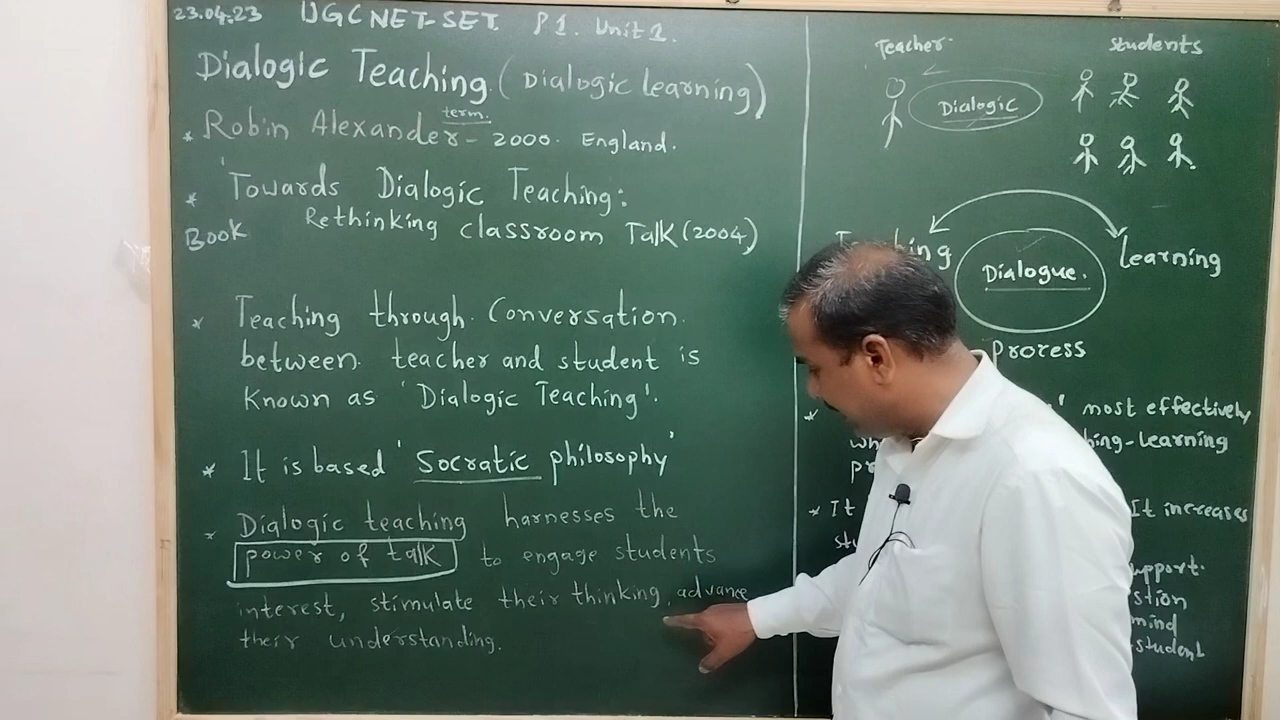 23.04.23 UGC NET-SET. P1. Unit 1.
Dialogic Teaching (Dialogic learning)
term.
* Robin Alexander - 2000. England.
* 'Towards Dialogic Teaching:
Book Rethinking classroom Talk (2004)
* Teaching through Conversation
between teacher and student is
Known as 'Dialogic Teaching'.
* It is based 'Socratic philosophy'
* Dialogic teaching harnesses the
power of talk to engage students
interest, stimulate their thinking, advance
their understanding.
Teacher students
Dialogic
learning
Dialogue.
process
* most effectively
* It It increases